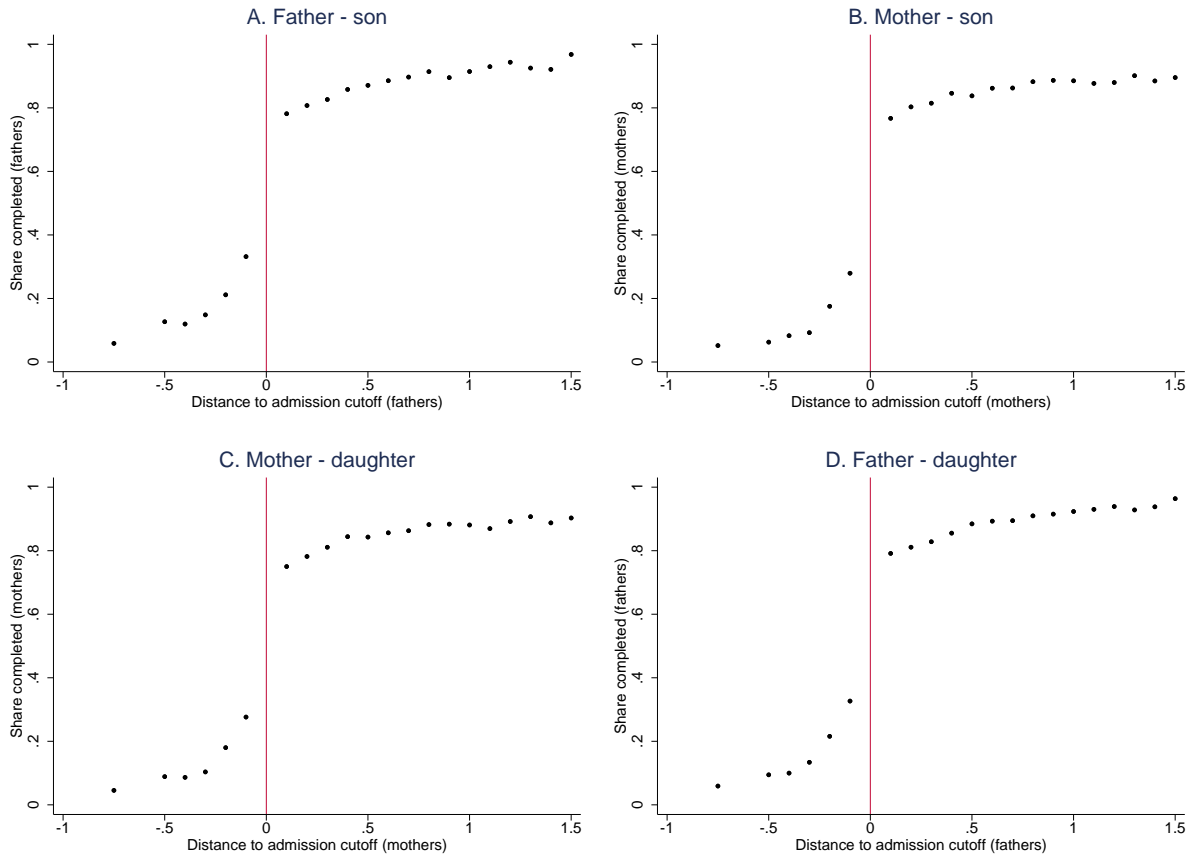 A. Father - son
Share completed (fathers)
1
.8
.6
.4
.2
0
-1 -.5 0 .5 1 1.5
Distance to admission cutoff (fathers)
B. Mother - son
Share completed (mothers)
1
.8
.6
.4
.2
0
-1 -.5 0 .5 1 1.5
Distance to admission cutoff (mothers)
C. Mother - daughter
Share completed (mothers)
1
.8
.6
.4
.2
0
-1 -.5 0 .5 1 1.5
Distance to admission cutoff (mothers)
D. Father - daughter
Share completed (fathers)
1
.8
.6
.4
.2
0
-1 -.5 0 .5 1 1.5
Distance to admission cutoff (fathers)